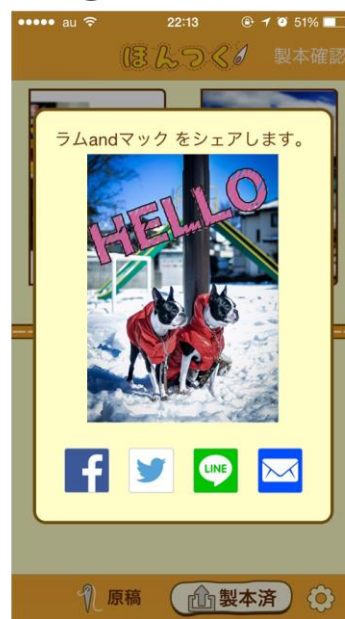 au 22:13 51%
ほんつく
製本確認
ラムandマック をシェアします。
HELLO
f
LINE
原稿
製本済